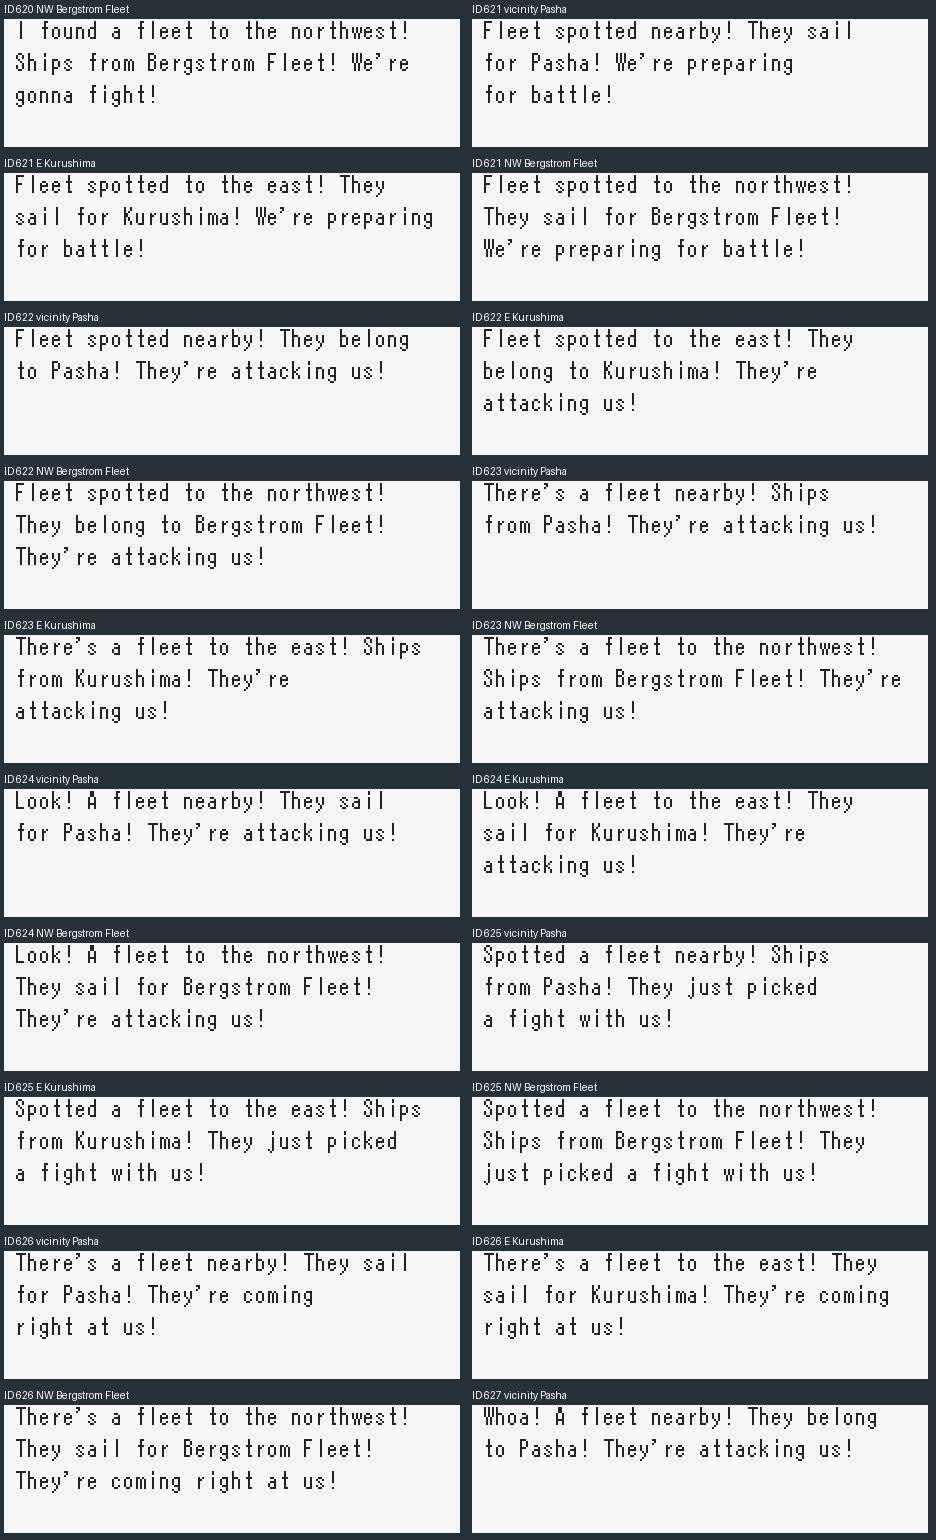 ID620 NW Bergstrom Fleet
I found a fleet to the northwest!
Ships from Bergstrom Fleet! We're
gonna fight!
ID621 vicinity Pasha
Fleet spotted nearby! They sail
for Pasha! We're preparing
for battle!
ID621 E Kurushima
Fleet spotted to the east! They
sail for Kurushima! We're preparing
for battle!
ID621 NW Bergstrom Fleet
Fleet spotted to the northwest!
They sail for Bergstrom Fleet!
We're preparing for battle!
ID622 vicinity Pasha
Fleet spotted nearby! They belong
to Pasha! They're attacking us!
ID622 E Kurushima
Fleet spotted to the east! They
belong to Kurushima! They're
attacking us!
ID622 NW Bergstrom Fleet
Fleet spotted to the northwest!
They belong to Bergstrom Fleet!
They're attacking us!
ID623 vicinity Pasha
There's a fleet nearby! Ships
from Pasha! They're attacking us!
ID623 E Kurushima
There's a fleet to the east! Ships
from Kurushima! They're
attacking us!
ID623 NW Bergstrom Fleet
There's a fleet to the northwest!
Ships from Bergstrom Fleet! They're
attacking us!
ID624 vicinity Pasha
Look! A fleet nearby! They sail
for Pasha! They're attacking us!
ID624 E Kurushima
Look! A fleet to the east! They
sail for Kurushima! They're
attacking us!
ID624 NW Bergstrom Fleet
Look! A fleet to the northwest!
They sail for Bergstrom Fleet!
They're attacking us!
ID625 vicinity Pasha
Spotted a fleet nearby! Ships
from Pasha! They just picked
a fight with us!
ID625 E Kurushima
Spotted a fleet to the east! Ships
from Kurushima! They just picked
a fight with us!
ID625 NW Bergstrom Fleet
Spotted a fleet to the northwest!
Ships from Bergstrom Fleet! They
just picked a fight with us!
ID626 vicinity Pasha
There's a fleet nearby! They sail
for Pasha! They're coming
right at us!
ID626 E Kurushima
There's a fleet to the east! They
sail for Kurushima! They're coming
right at us!
ID626 NW Bergstrom Fleet
There's a fleet to the northwest!
They sail for Bergstrom Fleet!
They're coming right at us!
ID627 vicinity Pasha
Whoa! A fleet nearby! They belong
to Pasha! They're attacking us!